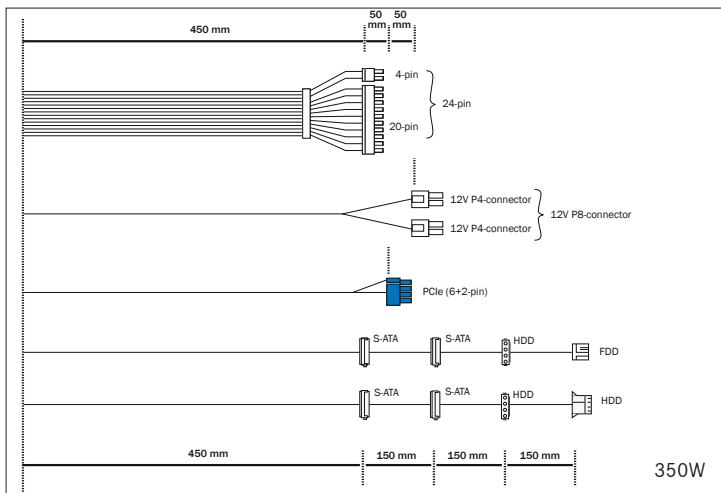 450 mm
50 mm
50 mm
4-pin
24-pin
20-pin
12V P4-connector
12V P8-connector
12V P4-connector
PCIe (6+2-pin)
S-ATA
S-ATA
HDD
FDD
S-ATA
S-ATA
HDD
HDD
450 mm
150 mm
150 mm
150 mm
350W